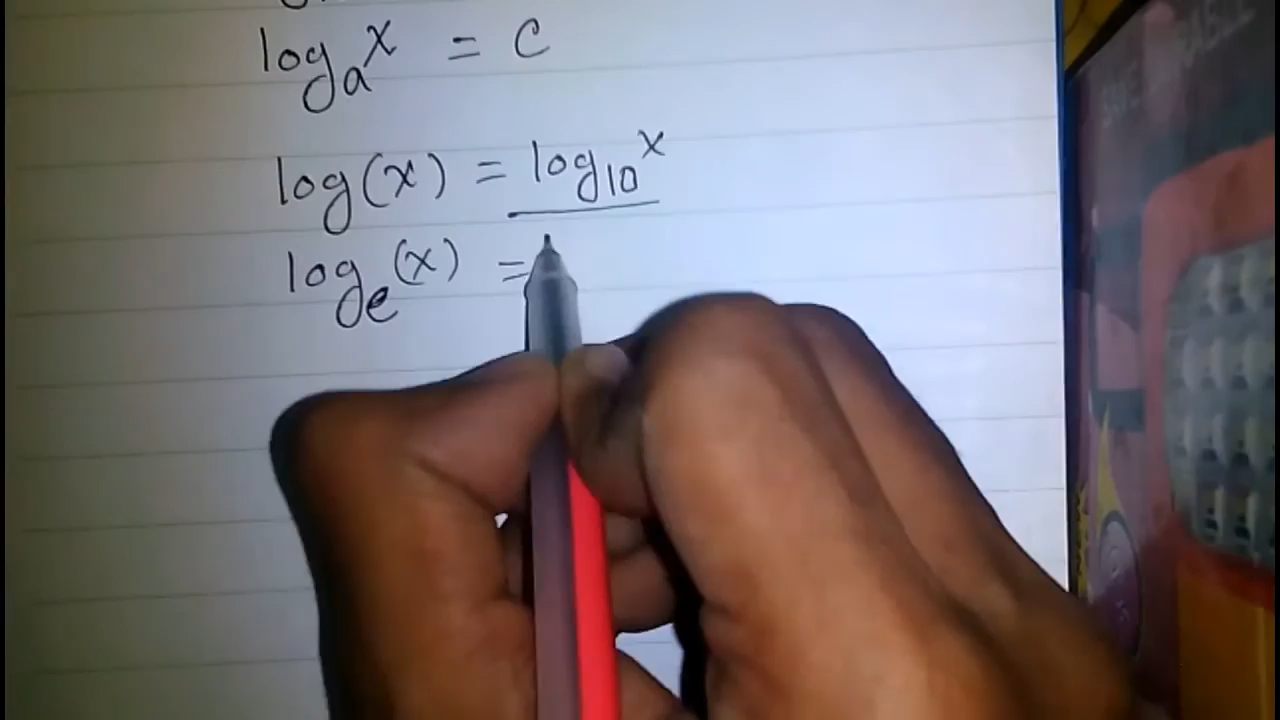 logₐx = c
log(x) = log₁₀x
logₑ(x) =